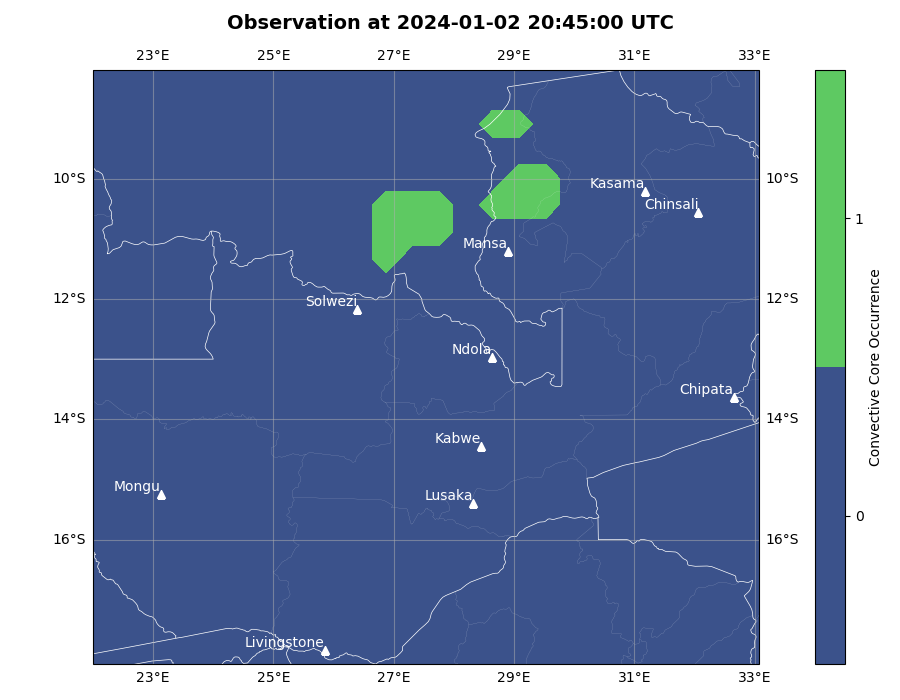 Observation at 2024-01-02 20:45:00 UTC
23°E 25°E 27°E 29°E 31°E 33°E
10°S 10°S
Kasama
Chinsali
1
Mansa
12°S 12°S
Solwezi
Ndola
Convective Core Occurrence
Chipata
14°S 14°S
Kabwe
Mongu
Lusaka
0
16°S 16°S
Livingstone
23°E 25°E 27°E 29°E 31°E 33°E